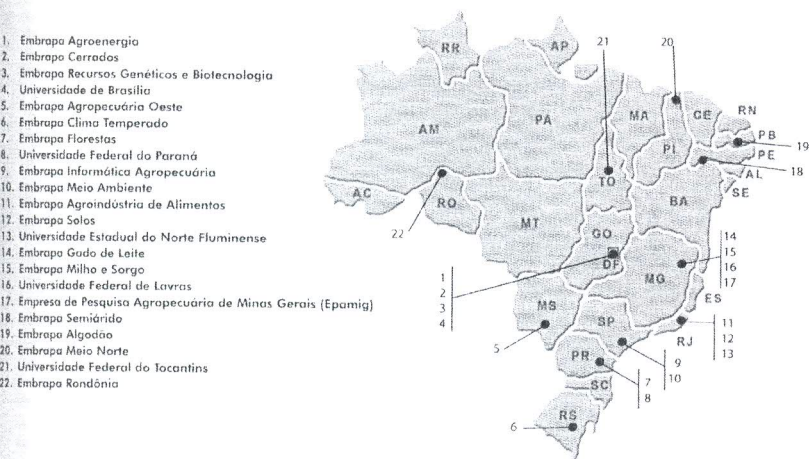 1. Embrapa Agroenergia
2. Embrapa Cerrados
3. Embrapa Recursos Genéticos e Biotecnologia
4. Universidade de Brasília
5. Embrapa Agropecuária Oeste
6. Embrapa Clima Temperado
7. Embrapa Florestas
8. Universidade Federal do Paraná
9. Embrapa Informática Agropecuária
10. Embrapa Meio Ambiente
11. Embrapa Agroindústria de Alimentos
12. Embrapa Solos
13. Universidade Estadual do Norte Fluminense
14. Embrapa Gado de Leite
15. Embrapa Milho e Sorgo
16. Universidade Federal de Lavras
17. Empresa de Pesquisa Agropecuária de Minas Gerais (Epamig)
18. Embrapa Semiárido
19. Embrapa Algodão
20. Embrapa Meio Norte
21. Universidade Federal do Tocantins
22. Embrapa Rondônia
21
20
RR
AP
AM
PA
MA
CE
RN
PB
19
PI
PE
18
AL
SE
TO
AC
RO
22
BA
MT
GO
DF
14
15
16
17
MG
1
2
3
4
ES
MS
SP
11
12
13
RJ
5
PR
9
10
7
8
SC
RS
6